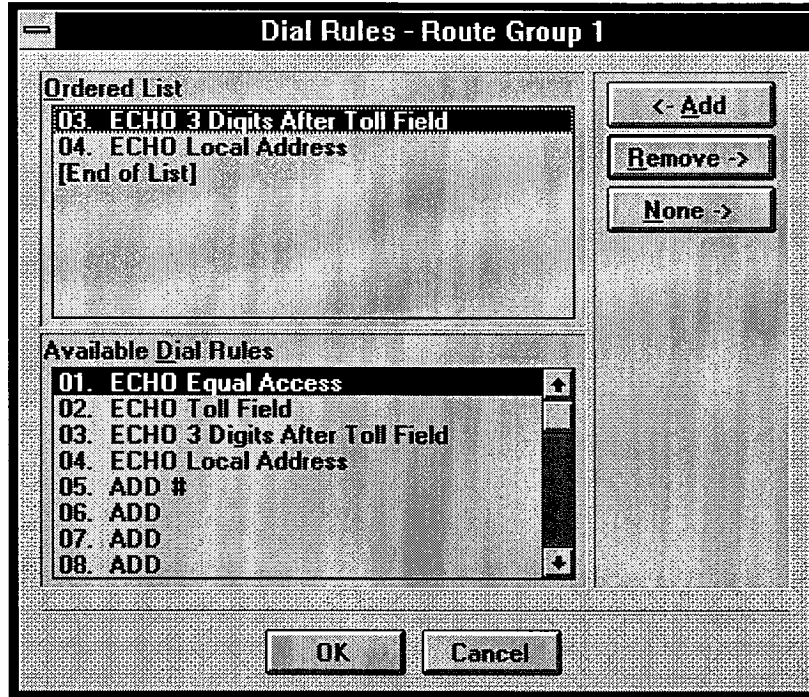 Dial Rules - Route Group 1
Ordered List
03. ECHO 3 Digits After Toll Field
04. ECHO Local Address
[End of List]
<- Add
Remove ->
None ->
Available Dial Rules
01. ECHO Equal Access
02. ECHO Toll Field
03. ECHO 3 Digits After Toll Field
04. ECHO Local Address
05. ADD #
06. ADD
07. ADD
08. ADD
OK
Cancel